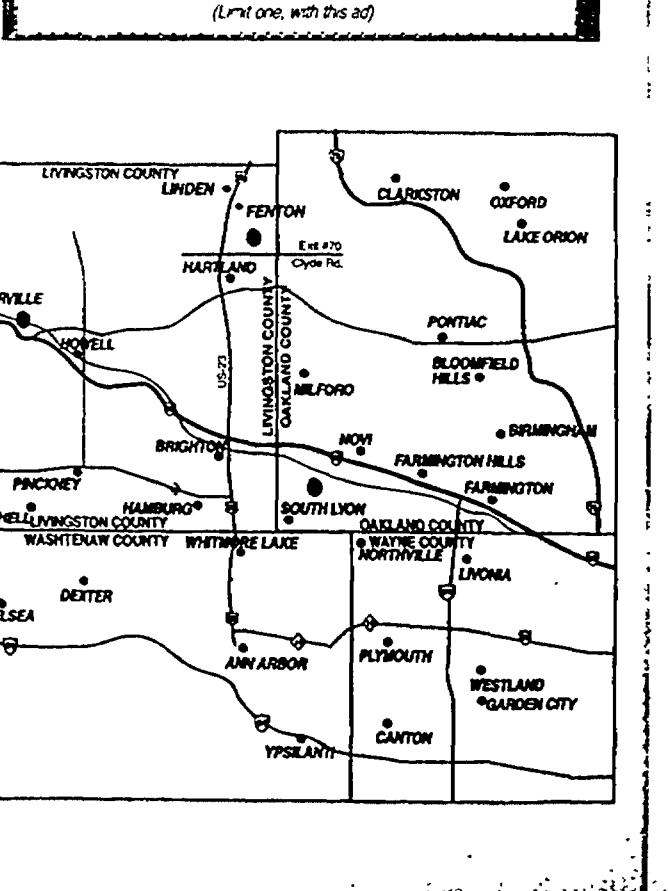 (Limit one, with this ad)
LIVINGSTON COUNTY
LINDEN
FENTON
CLARKSTON
OXFORD
LAKE ORION
Exit #70
Clyde Rd.
HARTLAND
RVILLE
HOWELL
US-23
LIVINGSTON COUNTY
OAKLAND COUNTY
PONTIAC
BLOOMFIELD
HILLS
MILFORD
BIRMINGHAM
BRIGHTON
NOVI
FARMINGTON HILLS
PINCKNEY
FARMINGTON
HAMBURG
SOUTH LYON
HELL
LIVINGSTON COUNTY
OAKLAND COUNTY
WASHTENAW COUNTY
WHITMORE LAKE
WAYNE COUNTY
NORTHVILLE
LIVONIA
DEXTER
LSEA
ANN ARBOR
PLYMOUTH
WESTLAND
GARDEN CITY
CANTON
YPSILANTI